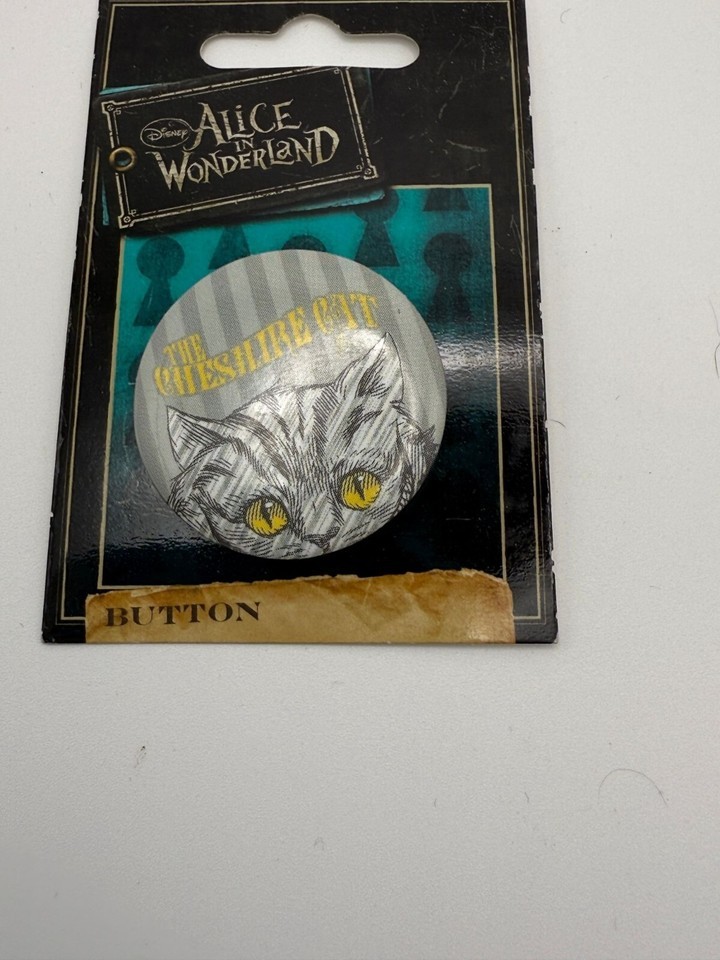 Disney
ALiCE
IN
WONDERLaND
THE
CHESHIRE CAT
BUTTON